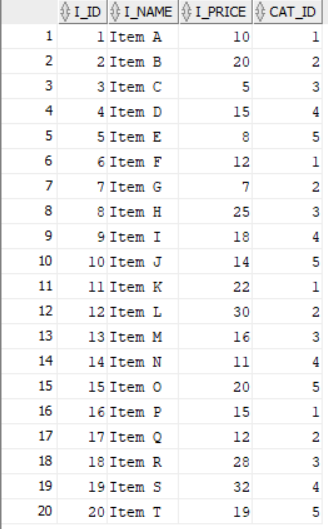 I_ID I_NAME I_PRICE CAT_ID
1 1 Item A 10 1
2 2 Item B 20 2
3 3 Item C 5 3
4 4 Item D 15 4
5 5 Item E 8 5
6 6 Item F 12 1
7 7 Item G 7 2
8 8 Item H 25 3
9 9 Item I 18 4
10 10 Item J 14 5
11 11 Item K 22 1
12 12 Item L 30 2
13 13 Item M 16 3
14 14 Item N 11 4
15 15 Item O 20 5
16 16 Item P 15 1
17 17 Item Q 12 2
18 18 Item R 28 3
19 19 Item S 32 4
20 20 Item T 19 5